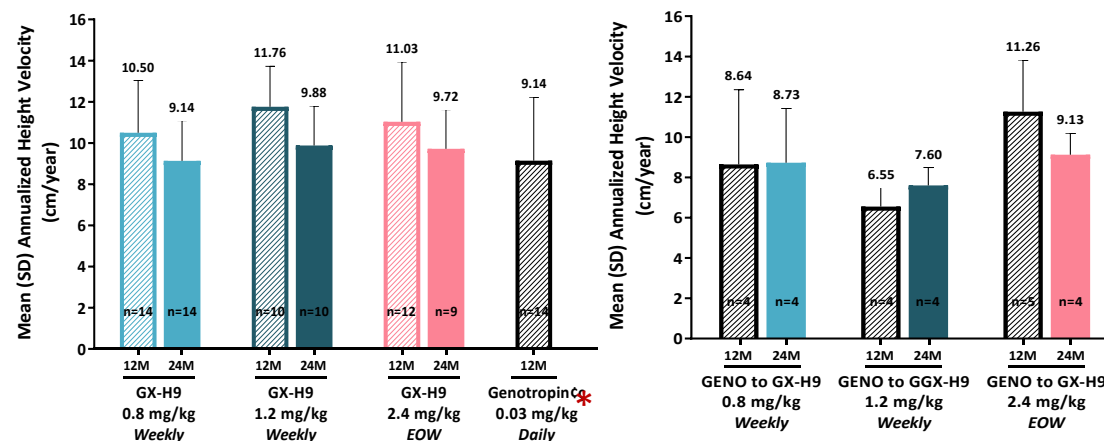 Mean (SD) Annualized Height Velocity
(cm/year)
16
14
12
10
8
6
4
2
0
10.50
9.14
11.76
9.88
11.03
9.72
9.14
n=14
n=14
n=10
n=10
n=12
n=9
n=14
12M
24M
12M
24M
12M
24M
12M
GX-H9
0.8 mg/kg
Weekly
GX-H9
1.2 mg/kg
Weekly
GX-H9
2.4 mg/kg
EOW
Genotropin
0.03 mg/kg*
Daily
Mean (SD) Annualized Height Velocity
(cm/year)
16
14
12
10
8
6
4
2
0
8.64
8.73
6.55
7.60
11.26
9.13
n=4
n=4
n=4
n=4
n=5
n=4
12M
24M
12M
24M
12M
24M
GENO to GX-H9
0.8 mg/kg
Weekly
GENO to GGX-H9
1.2 mg/kg
Weekly
GENO to GX-H9
2.4 mg/kg
EOW